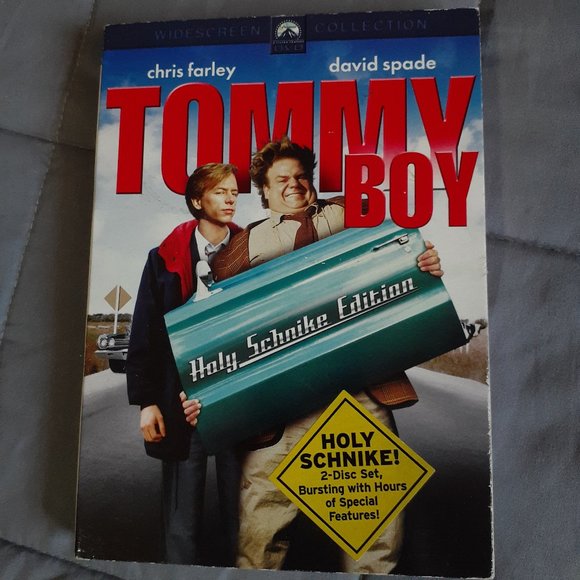 WIDESCREEN COLLECTION
DVD
chris farley david spade
TOMMY
BOY
Holy Schnike Edition
HOLY
SCHNIKE!
2-Disc Set,
Bursting with Hours
of Special
Features!